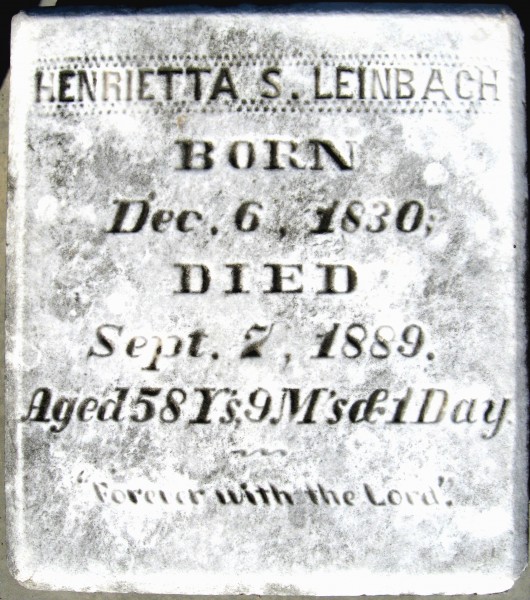 HENRIETTA S. LEINBACH
BORN
Dec. 6, 1830;
DIED
Sept. 7, 1889.
Aged 58 Y's, 9 M's & 1 Day.
"Forever with the Lord".